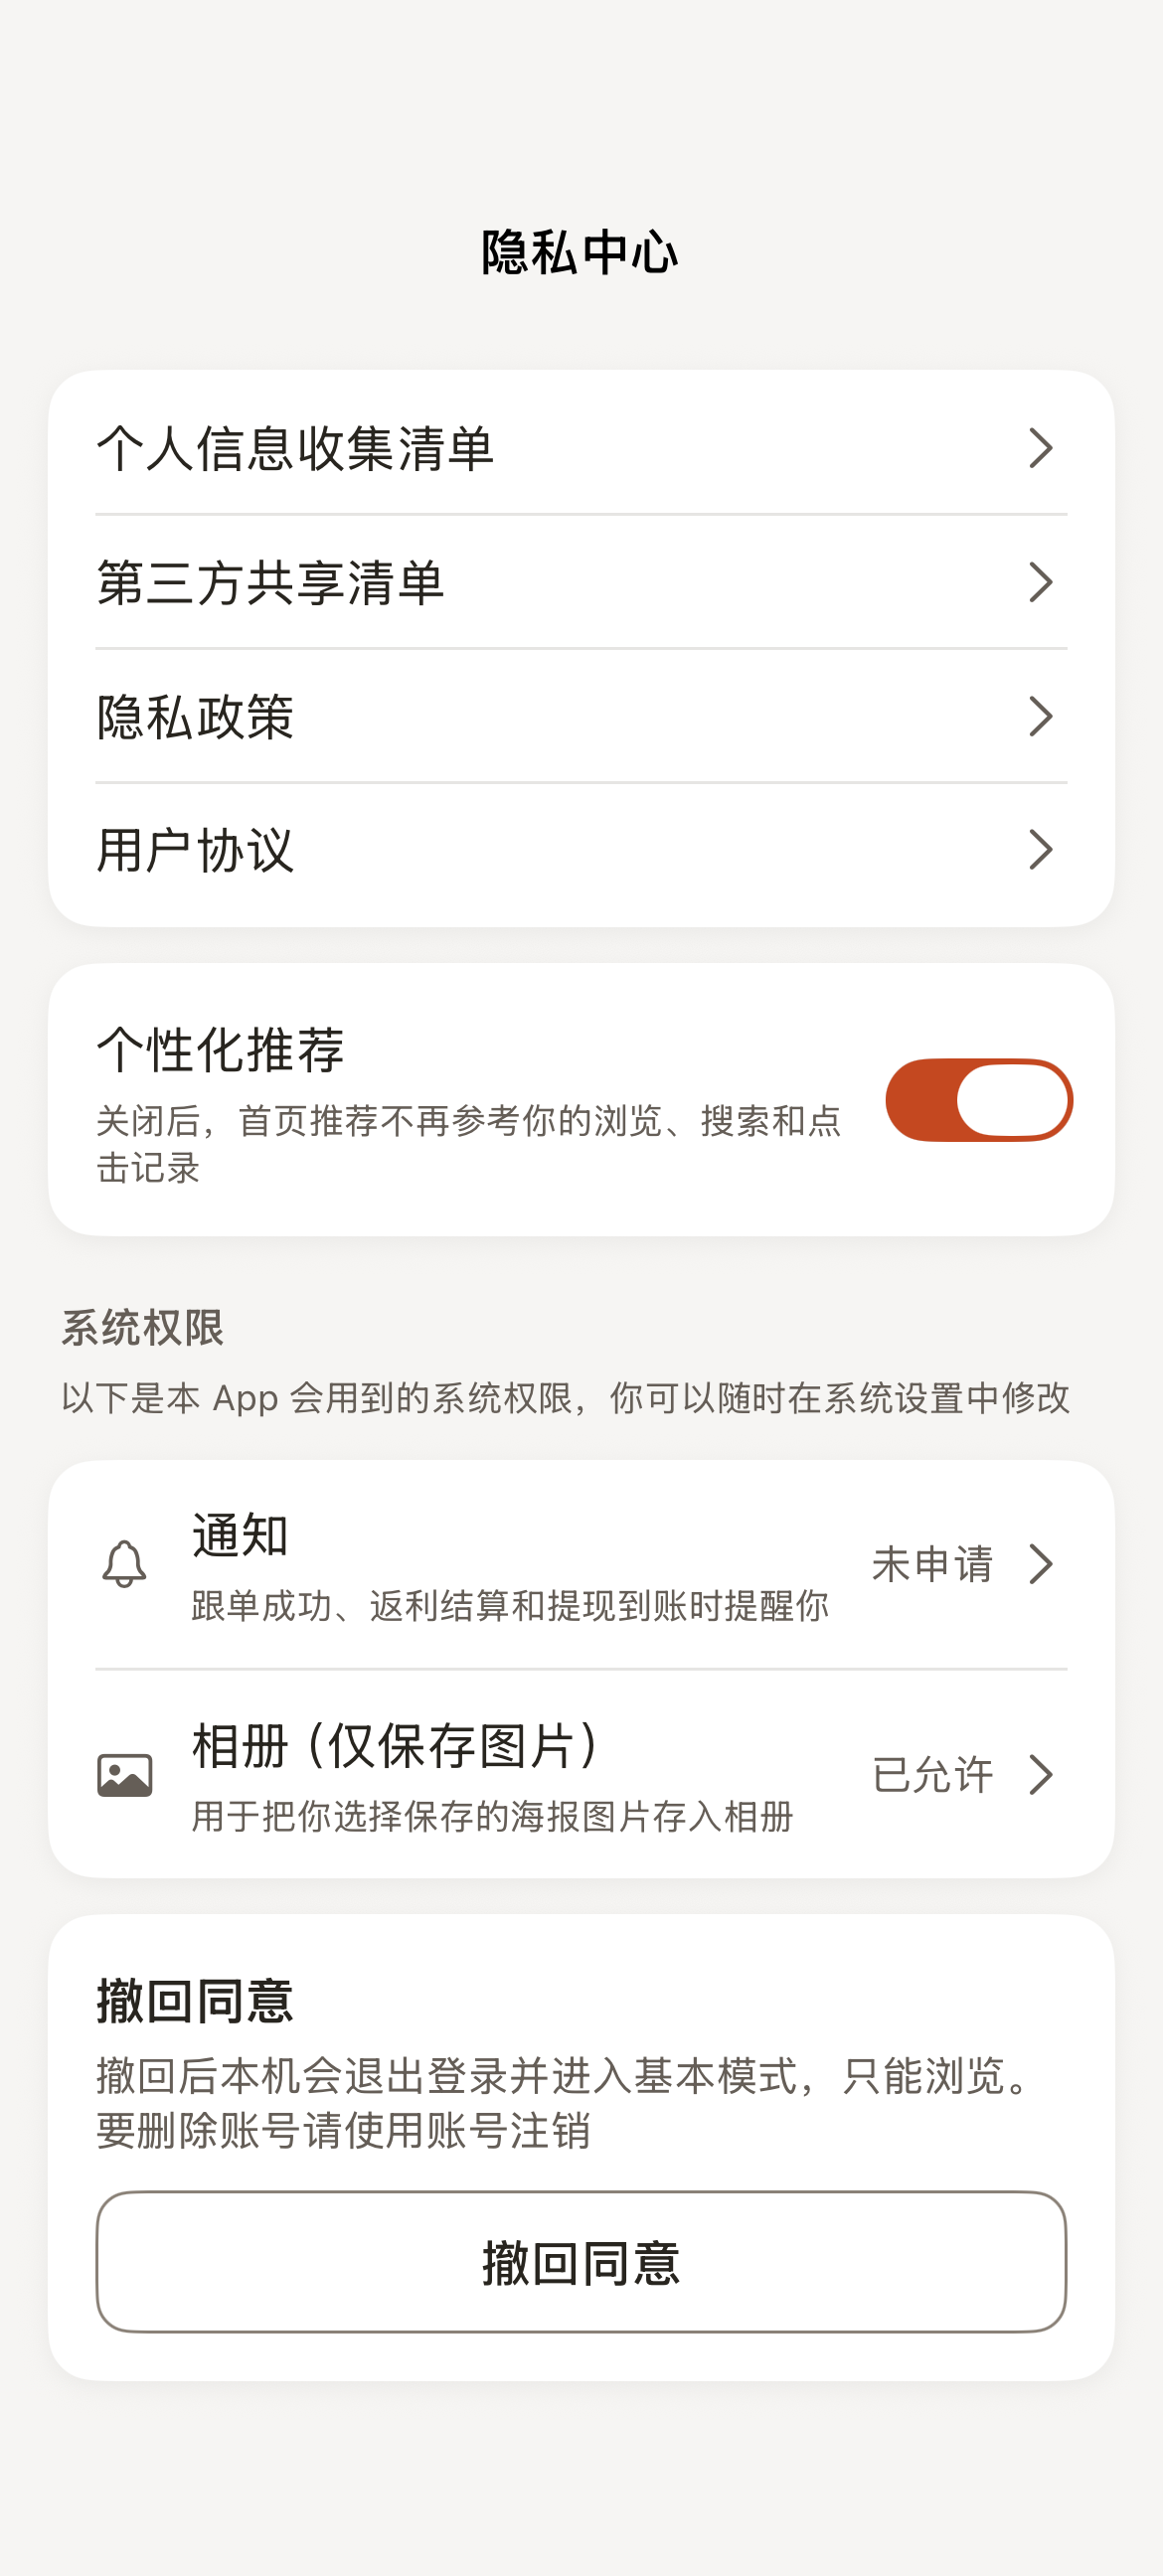 隐私中心
个人信息收集清单
第三方共享清单
隐私政策
用户协议
个性化推荐
关闭后，首页推荐不再参考你的浏览、搜索和点
击记录
系统权限
以下是本 App 会用到的系统权限，你可以随时在系统设置中修改
通知
未申请
跟单成功、返利结算和提现到账时提醒你
相册（仅保存图片）
已允许
用于把你选择保存的海报图片存入相册
撤回同意
撤回后本机会退出登录并进入基本模式，只能浏览。
要删除账号请使用账号注销
撤回同意